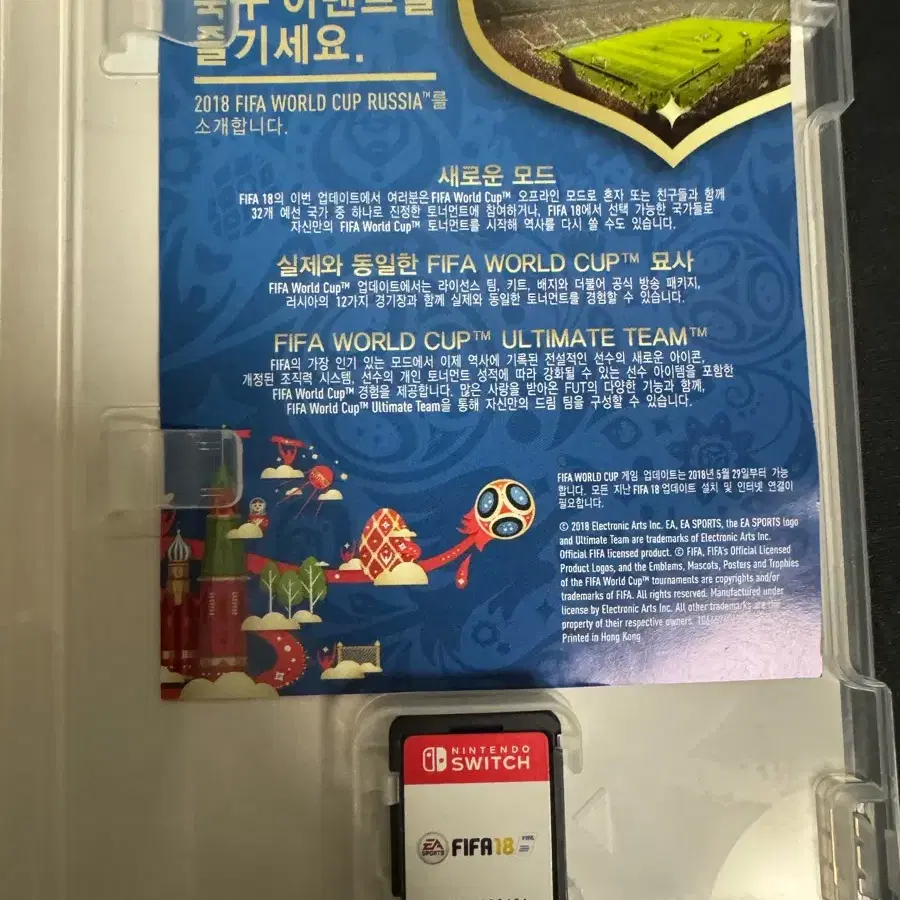 축구 이벤트를
즐기세요.
2018 FIFA WORLD CUP RUSSIA™를
소개합니다.
새로운 모드
FIFA 18의 이번 업데이트에서 여러분은 FIFA World Cup™ 오프라인 모드로 혼자 또는 친구들과 함께
32개 예선 국가 중 하나로 진정한 토너먼트에 참여하거나, FIFA 18에서 선택 가능한 국가들로
자신만의 FIFA World Cup™ 토너먼트를 시작해 역사를 다시 쓸 수도 있습니다.
실제와 동일한 FIFA WORLD CUP™ 묘사
FIFA World Cup™ 업데이트에서는 라이선스 팀, 키트, 배지와 더불어 공식 방송 패키지,
러시아의 12가지 경기장과 함께 실제와 동일한 토너먼트를 경험할 수 있습니다.
FIFA WORLD CUP™ ULTIMATE TEAM™
FIFA의 가장 인기 있는 모드에서 이제 역사에 기록된 전설적인 선수의 새로운 아이콘,
개정된 조직력 시스템, 선수의 개인 토너먼트 성적에 따라 강화될 수 있는 선수 아이템을 포함한
FIFA World Cup™ 경험을 제공합니다. 많은 사랑을 받아온 FUT의 다양한 기능과 함께,
FIFA World Cup™ Ultimate Team을 통해 자신만의 드림 팀을 구성할 수 있습니다.
FIFA WORLD CUP 게임 업데이트는 2018년 5월 29일부터 가능
합니다. 모든 지난 FIFA 18 업데이트 설치 및 인터넷 연결이
필요합니다.
© 2018 Electronic Arts Inc. EA, EA SPORTS, the EA SPORTS logo
and Ultimate Team are trademarks of Electronic Arts Inc.
Official FIFA licensed product. © FIFA, FIFA's Official Licensed
Product Logos, and the Emblems, Mascots, Posters and Trophies
of the FIFA World Cup™ tournaments are copyrights and/or
trademarks of FIFA. All rights reserved. Manufactured under
license by Electronic Arts Inc. All other trademarks are the
property of their respective owners.
Printed in Hong Kong
NINTENDO
SWITCH
EA
SPORTS
FIFA 18